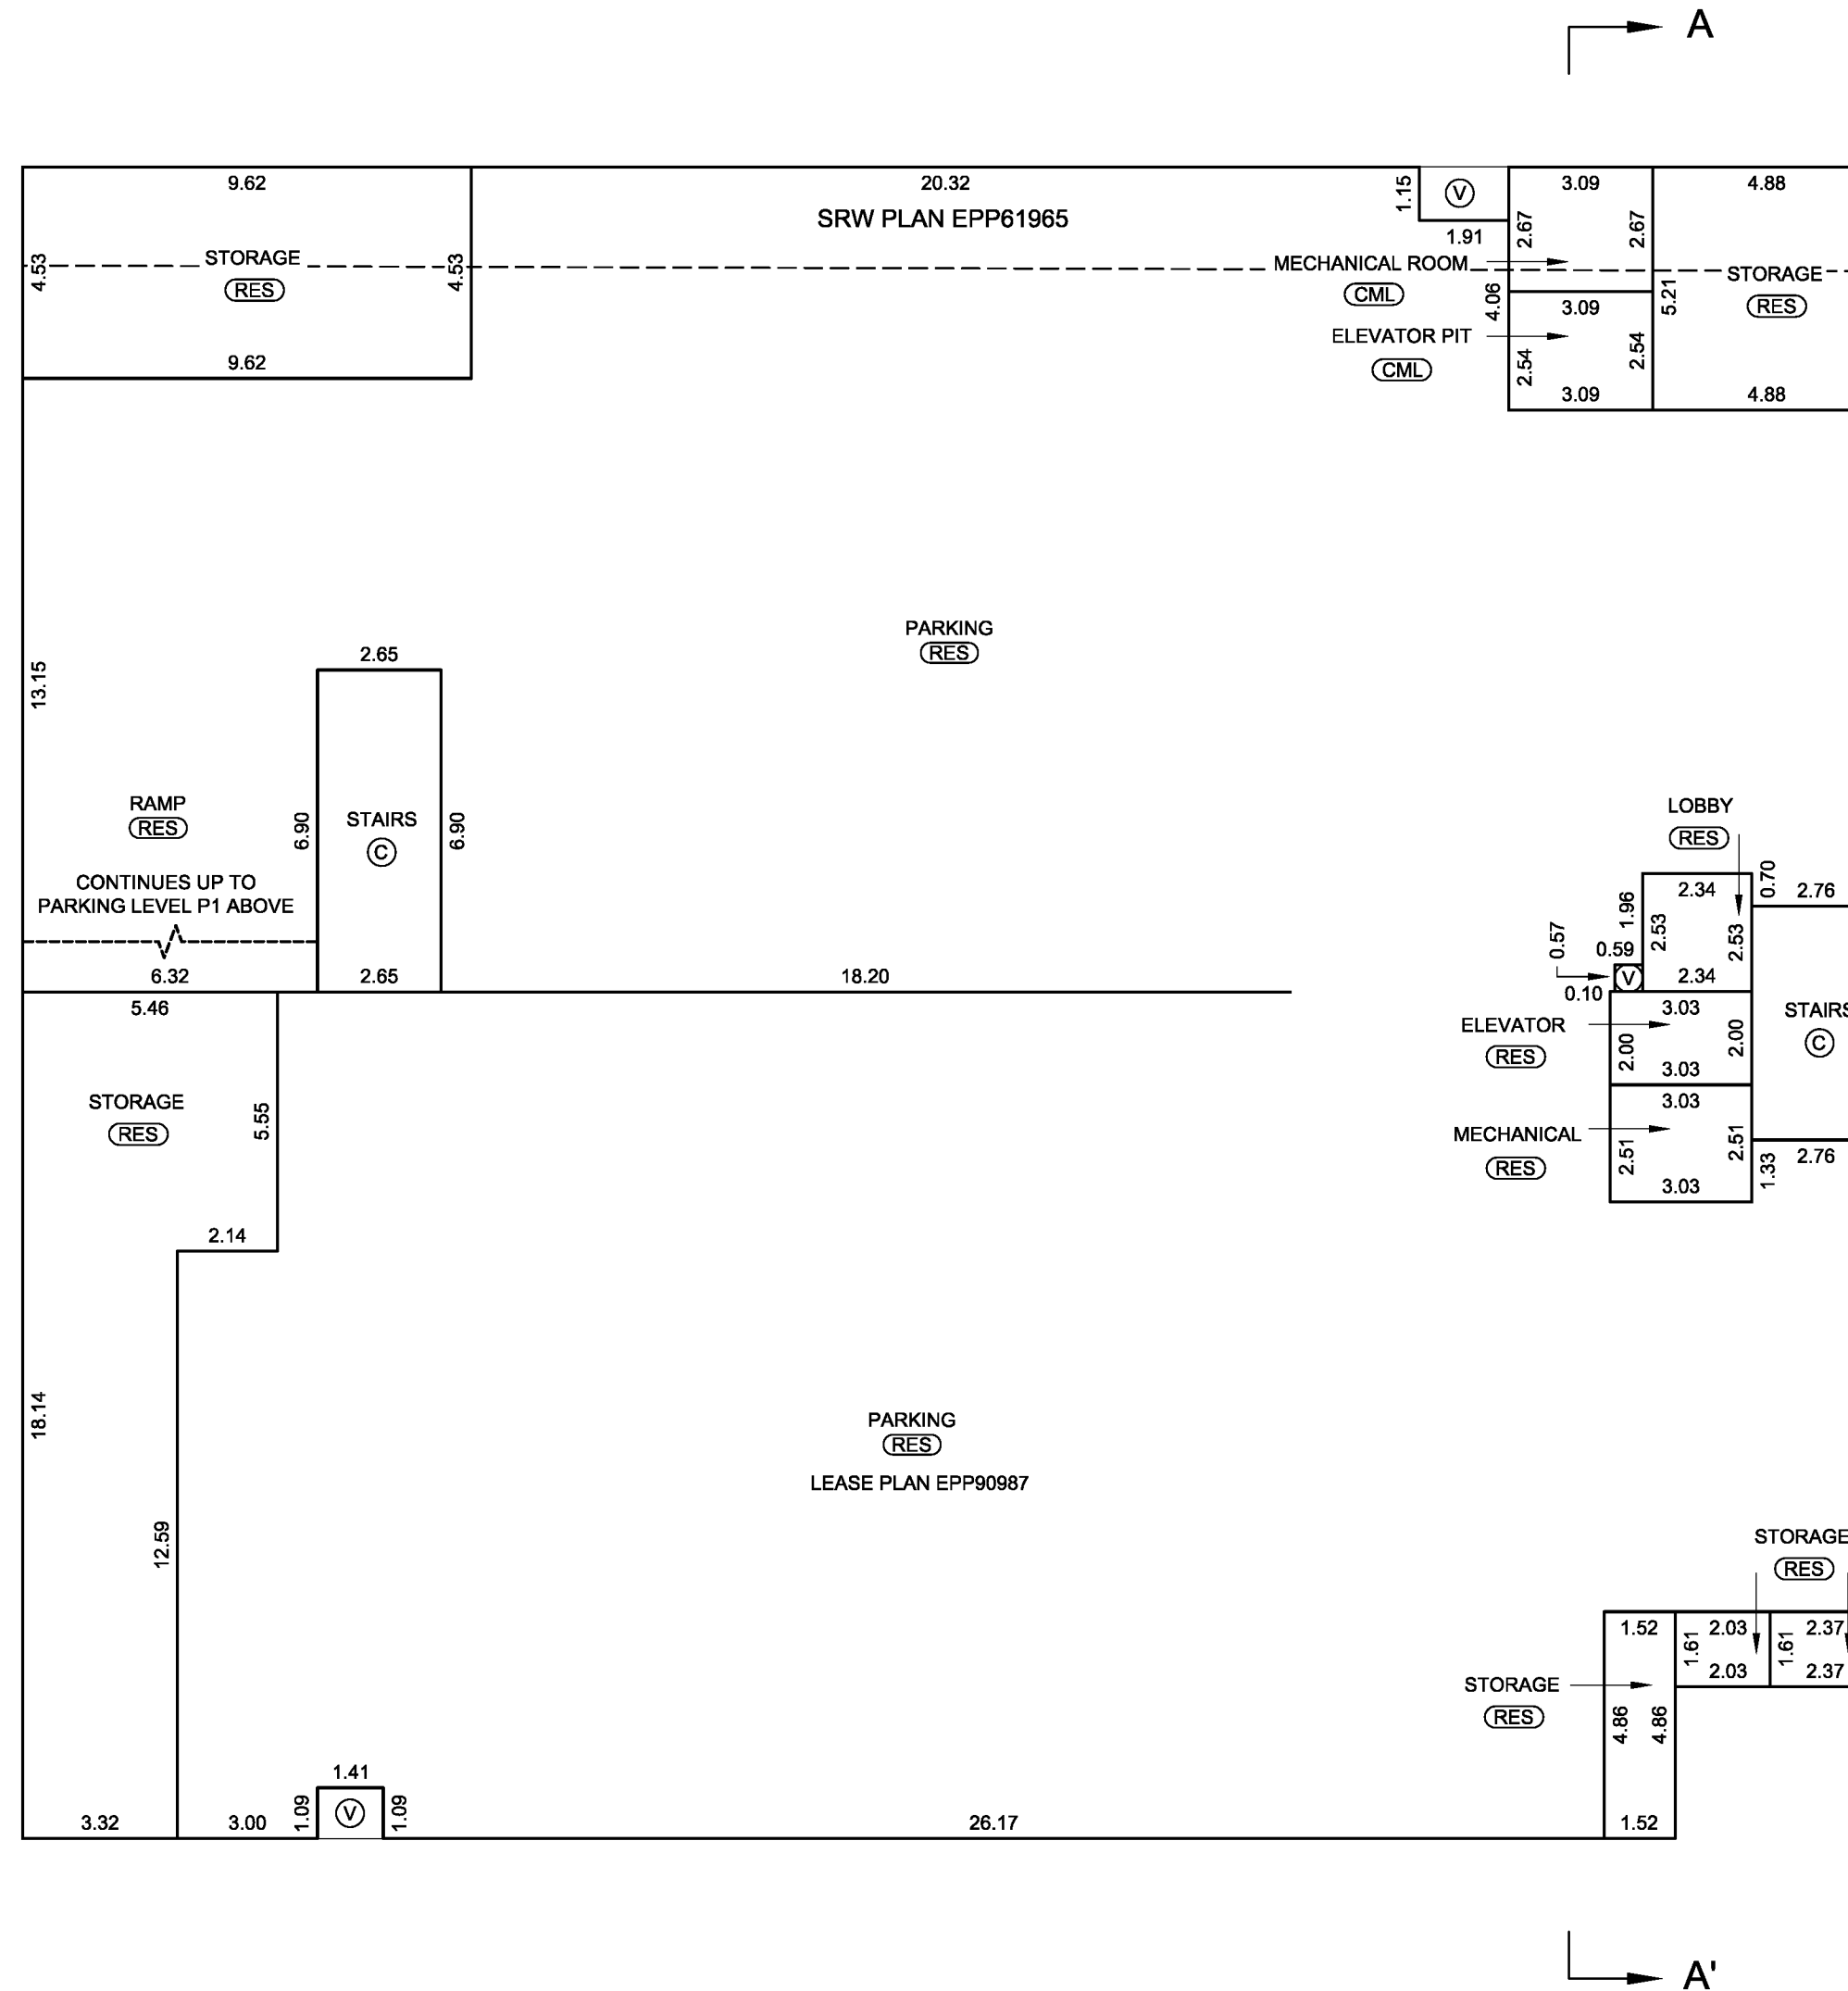 A
9.62
20.32
1.15
V
3.09
4.88
SRW PLAN EPP61965
1.91
2.67
2.67
4.53
STORAGE
RES
4.53
MECHANICAL ROOM
CML
STORAGE
RES
4.06
3.09
5.21
ELEVATOR PIT
CML
2.54
2.54
9.62
3.09
4.88
PARKING
RES
2.65
13.15
RAMP
RES
6.90
STAIRS
C
6.90
CONTINUES UP TO
PARKING LEVEL P1 ABOVE
LOBBY
RES
0.70
2.34
2.76
1.96
2.53
2.53
0.57
0.59
6.32
2.65
18.20
V
2.34
0.10
5.46
3.03
ELEVATOR
RES
2.00
2.00
STAIRS
C
3.03
STORAGE
RES
5.55
3.03
MECHANICAL
RES
2.51
2.51
1.33
2.76
3.03
2.14
18.14
PARKING
RES
LEASE PLAN EPP90987
12.59
STORAGE
RES
1.52
1.61
2.03
1.61
2.37
2.03
2.37
STORAGE
RES
4.86
4.86
1.41
3.32
3.00
1.09
V
1.09
26.17
1.52
A'